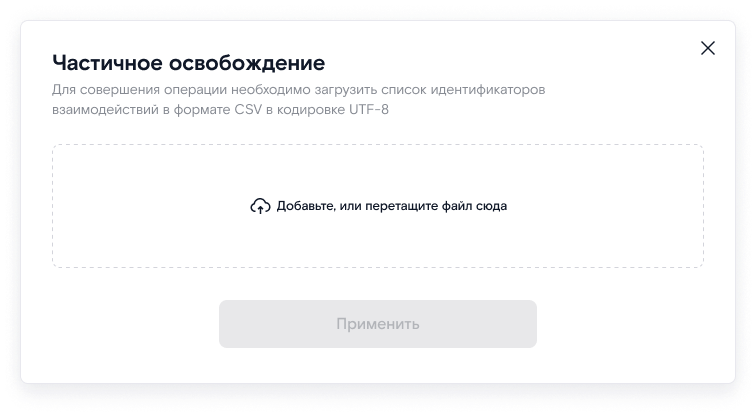 Частичное освобождение
Для совершения операции необходимо загрузить список идентификаторов
взаимодействий в формате CSV в кодировке UTF-8
Добавьте, или перетащите файл сюда
Применить